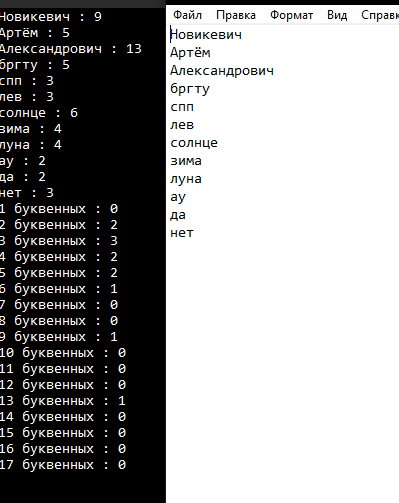 Новикевич : 9
Артём : 5
Александрович : 13
бргту : 5
спп : 3
лев : 3
солнце : 6
зима : 4
луна : 4
ау : 2
да : 2
нет : 3
1 буквенных : 0
2 буквенных : 2
3 буквенных : 3
4 буквенных : 2
5 буквенных : 2
6 буквенных : 1
7 буквенных : 0
8 буквенных : 0
9 буквенных : 1
10 буквенных : 0
11 буквенных : 0
12 буквенных : 0
13 буквенных : 1
14 буквенных : 0
15 буквенных : 0
16 буквенных : 0
17 буквенных : 0
Файл Правка Формат Вид Справк
Новикевич
Артём
Александрович
бргту
спп
лев
солнце
зима
луна
ау
да
нет